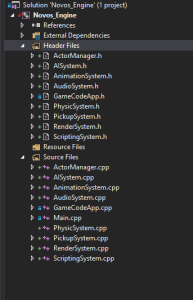 Solution 'Novos_Engine' (1 project)
Novos_Engine
References
External Dependencies
Header Files
ActorManager.h
AISystem.h
AnimationSystem.h
AudioSystem.h
GameCodeApp.h
PhysicSystem.h
PickupSystem.h
RenderSystem.h
ScriptingSystem.h
Resource Files
Source Files
ActorManager.cpp
AISystem.cpp
AnimationSystem.cpp
AudioSystem.cpp
GameCodeApp.cpp
Main.cpp
PhysicSystem.cpp
PickupSystem.cpp
RenderSystem.cpp
ScriptingSystem.cpp